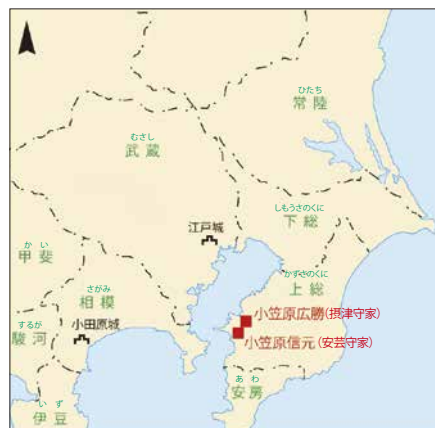 ひたち
常陸
むさし
武蔵
しもうさのくに
下総
江戸城
かい
甲斐
さがみ
相模
かずさのくに
上総
小笠原広勝(摂津守家)
するが
駿河
小田原城
小笠原信元(安芸守家)
あわ
安房
いず
伊豆